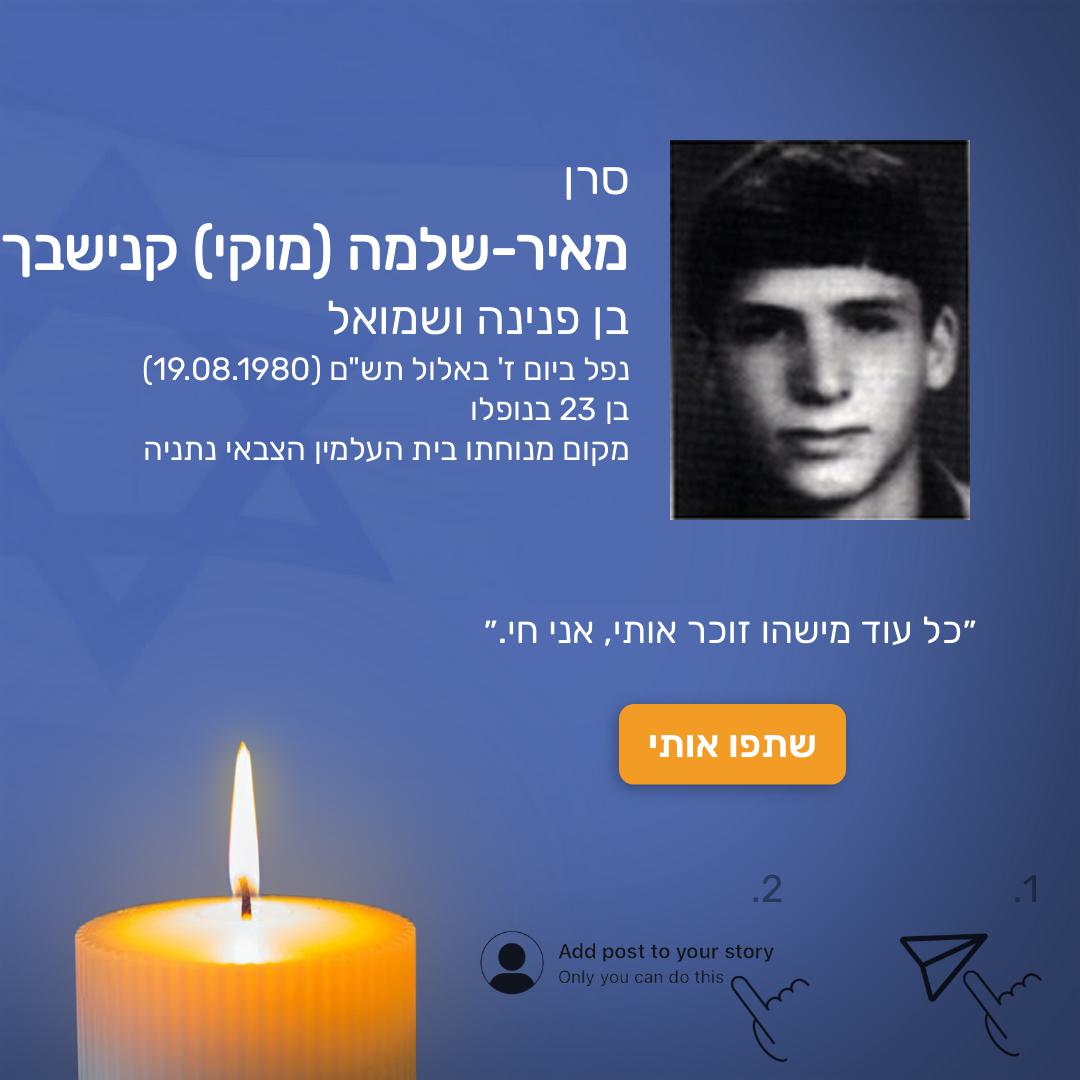 סרן
מאיר-שלמה (מוקי) קנישבך
בן פנינה ושמואל
נפל ביום ז' באלול תש"ם (19.08.1980)
בן 23 בנופלו
מקום מנוחתו בית העלמין הצבאי נתניה
״כל עוד מישהו זוכר אותי, אני חי.״
שתפו אותי
1.
2.
Add post to your story
Only you can do this